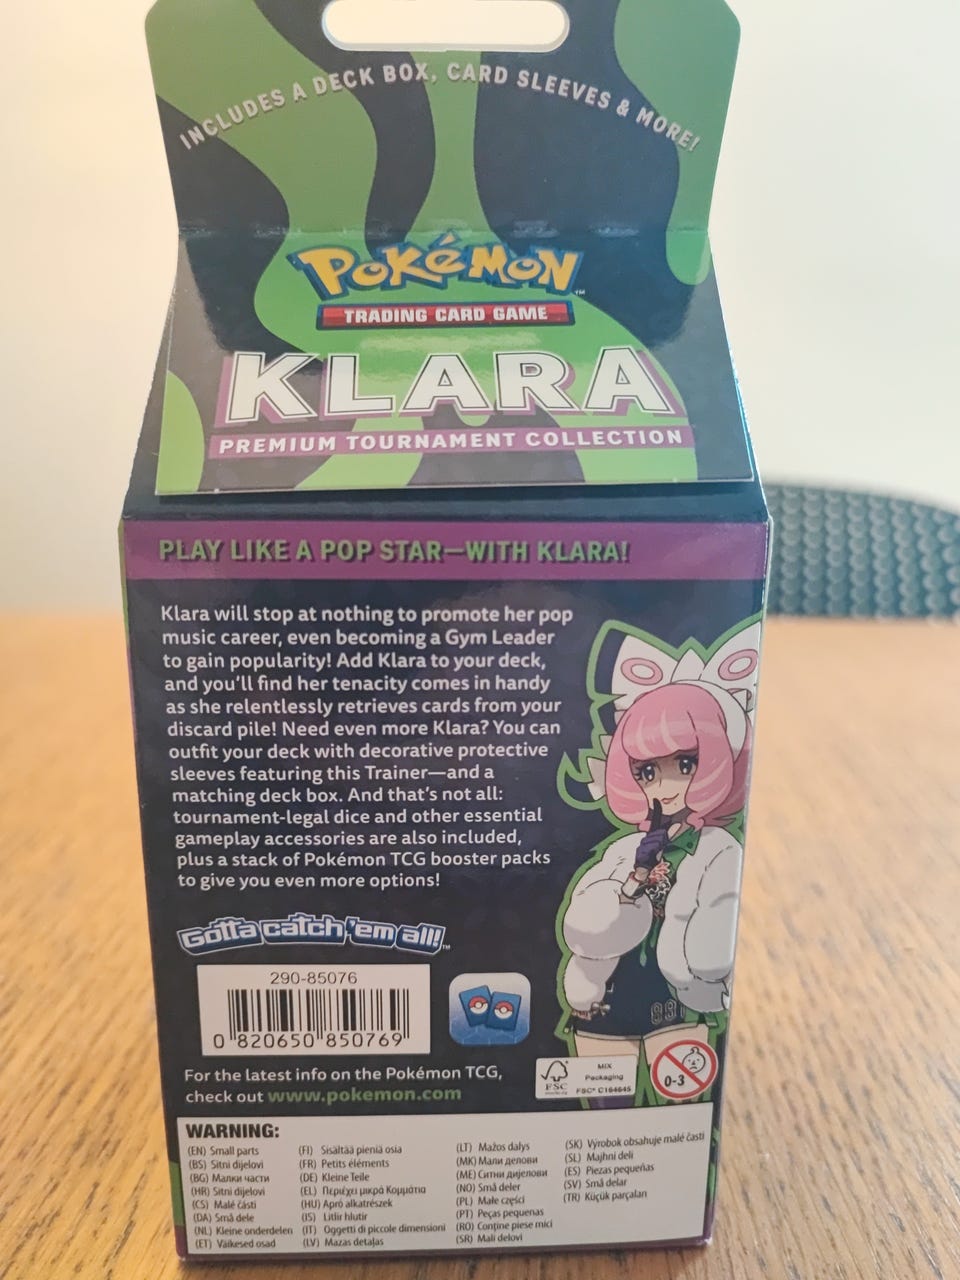 INCLUDES A DECK BOX, CARD SLEEVES & MORE!
POKéMON™
TRADING CARD GAME
KLARA
PREMIUM TOURNAMENT COLLECTION
PLAY LIKE A POP STAR—WITH KLARA!
Klara will stop at nothing to promote her pop
music career, even becoming a Gym Leader
to gain popularity! Add Klara to your deck,
and you'll find her tenacity comes in handy
as she relentlessly retrieves cards from your
discard pile! Need even more Klara? You can
outfit your deck with decorative protective
sleeves featuring this Trainer—and a
matching deck box. And that's not all:
tournament-legal dice and other essential
gameplay accessories are also included,
plus a stack of Pokémon TCG booster packs
to give you even more options!
Gotta catch 'em all!™
290-85076
0 820650 850769
For the latest info on the Pokémon TCG,
check out www.pokemon.com
FSC
MIX
Packaging
FSC® C164645
0-3
WARNING:
(EN) Small parts
(BS) Sitni dijelovi
(BG) Малки части
(HR) Sitni dijelovi
(CS) Malé části
(DA) Små dele
(NL) Kleine onderdelen
(ET) Väikesed osad
(FI) Sisältää pieniä osia
(FR) Petits éléments
(DE) Kleine Teile
(EL) Περιέχει μικρά Κομμάτια
(HU) Apró alkatrészek
(IS) Litlir hlutir
(IT) Oggetti di piccole dimensioni
(LV) Mazas detaļas
(LT) Mažos dalys
(MK) Мали делови
(ME) Ситни дијелови
(NO) Små deler
(PL) Małe części
(PT) Peças pequenas
(RO) Conține piese mici
(SR) Mali delovi
(SK) Výrobok obsahuje malé časti
(SL) Majhni deli
(ES) Piezas pequeñas
(SV) Små delar
(TR) Küçük parçalar